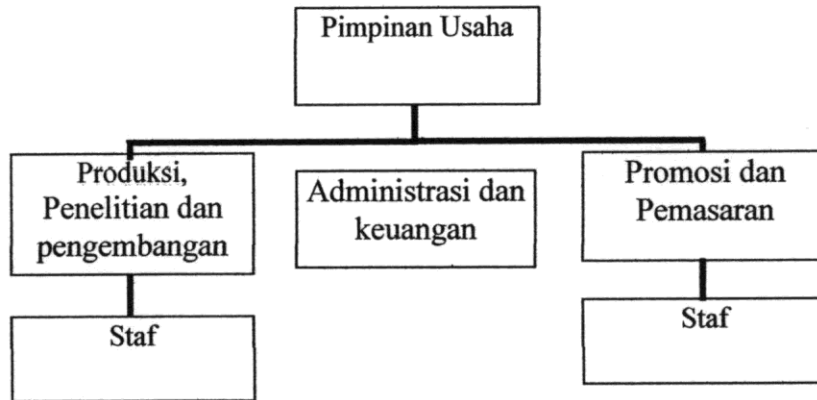 Pimpinan Usaha
Produksi,
Penelitian dan
pengembangan
Administrasi dan
keuangan
Promosi dan
Pemasaran
Staf
Staf